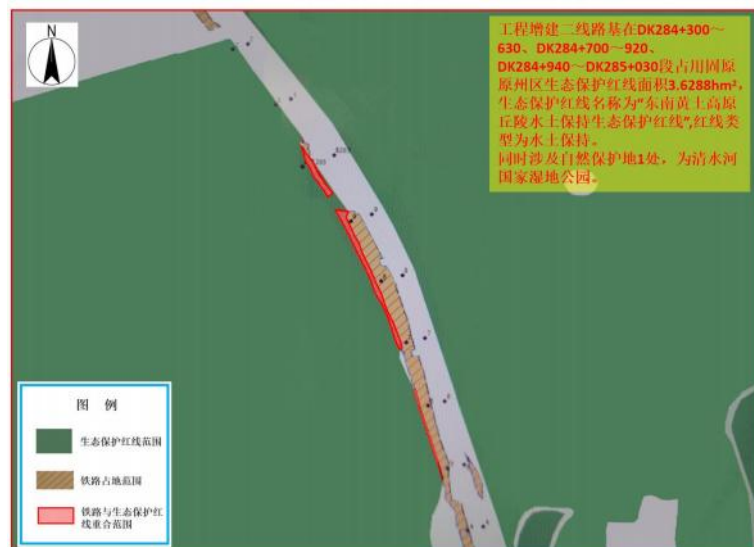 N
工程增建二线路基在DK284+300～
630、DK284+700～920、
DK284+940～DK285+030段占用固原
原州区生态保护红线面积3.6288hm²，
生态保护红线名称为“东南黄土高原
丘陵水土保持生态保护红线”,红线类
型为水土保持。
同时涉及自然保护地1处，为清水河
国家湿地公园。
图 例
生态保护红线范围
铁路占地范围
铁路与生态保护红
线重合范围